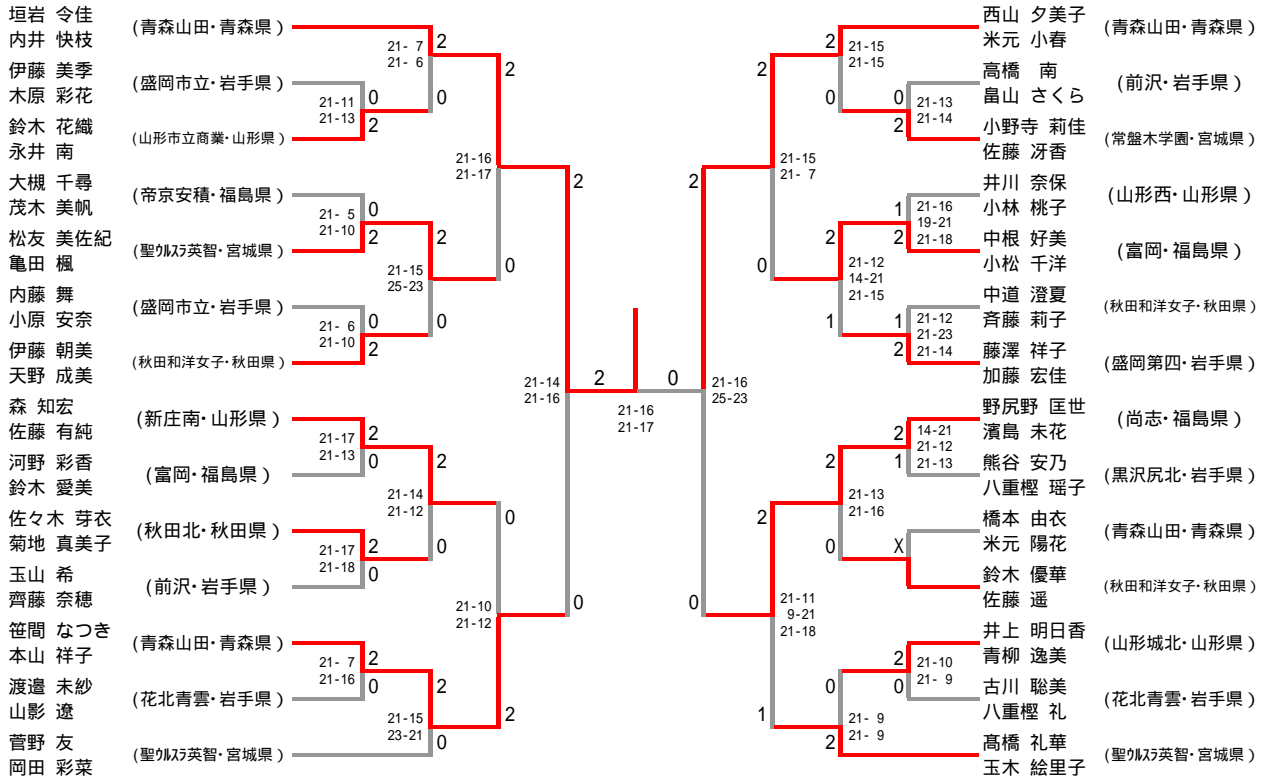 垣岩 令佳
内井 快枝
(青森山田・青森県)
伊藤 美季
木原 彩花
(盛岡市立・岩手県)
鈴木 花織
永井 南
(山形市立商業・山形県)
大槻 千尋
茂木 美帆
(帝京安積・福島県)
松友 美佐紀
亀田 楓
(聖ウルスラ英智・宮城県)
内藤 舞
小原 安奈
(盛岡市立・岩手県)
伊藤 朝美
天野 成美
(秋田和洋女子・秋田県)
森 知宏
佐藤 有純
(新庄南・山形県)
河野 彩香
鈴木 愛美
(富岡・福島県)
佐々木 芽衣
菊地 真美子
(秋田北・秋田県)
玉山 希
齊藤 奈穂
(前沢・岩手県)
笹間 なつき
本山 祥子
(青森山田・青森県)
渡邉 未紗
山影 遼
(花北青雲・岩手県)
菅野 友
岡田 彩菜
(聖ウルスラ英智・宮城県)
2
21- 7
21- 6
0
0
21-11
21-13
2
0
21- 5
21-10
2
2
21-15
25-23
0
0
21- 6
21-10
2
2
21-16
21-17
0
2
21-17
21-13
0
2
21-14
21-12
0
2
21-17
21-18
0
2
21- 7
21-16
0
2
21-15
23-21
0
0
21-10
21-12
2
2
21-14
21-16
0
2
0
21-16
21-17
2
21-16
25-23
0
2
21-15
21- 7
0
2
21-15
21-15
0
0
21-13
21-14
2
1
21-16
19-21
21-18
2
2
21-12
14-21
21-15
1
1
21-12
21-23
21-14
2
2
21-11
9-21
21-18
1
2
14-21
21-12
21-13
1
2
21-13
21-16
0
X
2
21-10
21- 9
0
0
21- 9
21- 9
2
西山 夕美子
米元 小春
(青森山田・青森県)
高橋 南
畠山 さくら
(前沢・岩手県)
小野寺 莉佳
佐藤 冴香
(常盤木学園・宮城県)
井川 奈保
小林 桃子
(山形西・山形県)
中根 好美
小松 千洋
(富岡・福島県)
中道 澄夏
斉藤 莉子
(秋田和洋女子・秋田県)
藤澤 祥子
加藤 宏佳
(盛岡第四・岩手県)
野尻野 匡世
濱島 未花
(尚志・福島県)
熊谷 安乃
八重樫 瑶子
(黒沢尻北・岩手県)
橋本 由衣
米元 陽花
(青森山田・青森県)
鈴木 優華
佐藤 遥
(秋田和洋女子・秋田県)
井上 明日香
青柳 逸美
(山形城北・山形県)
古川 聡美
八重樫 礼
(花北青雲・岩手県)
髙橋 礼華
玉木 絵里子
(聖ウルスラ英智・宮城県)